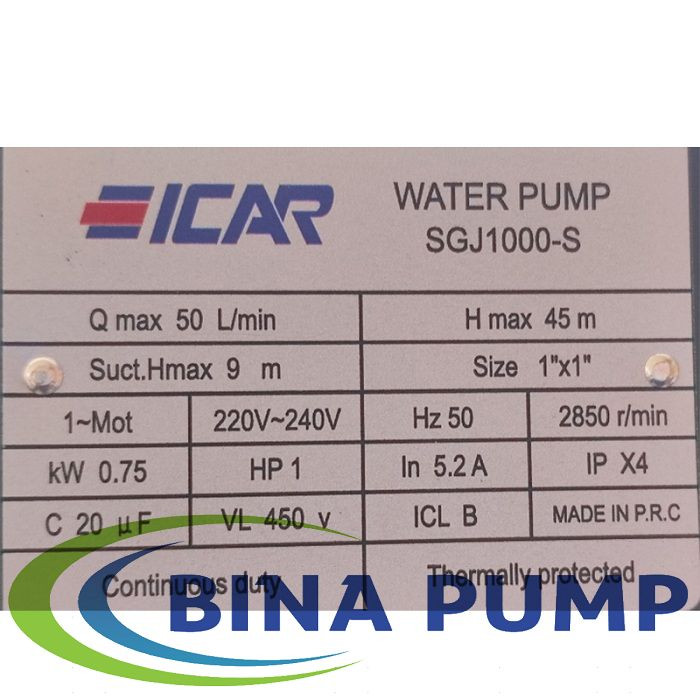 ICAR
WATER PUMP
SGJ1000-S
Q max 50 L/min
H max 45 m
Suct.Hmax 9 m
Size 1"x1"
1~Mot
220V~240V
Hz 50
2850 r/min
kW 0.75
HP 1
In 5.2 A
IP X4
C 20 µF
VL 450 v
ICL B
MADE IN P.R.C
Continuous duty
Thermally protected
BINA PUMP